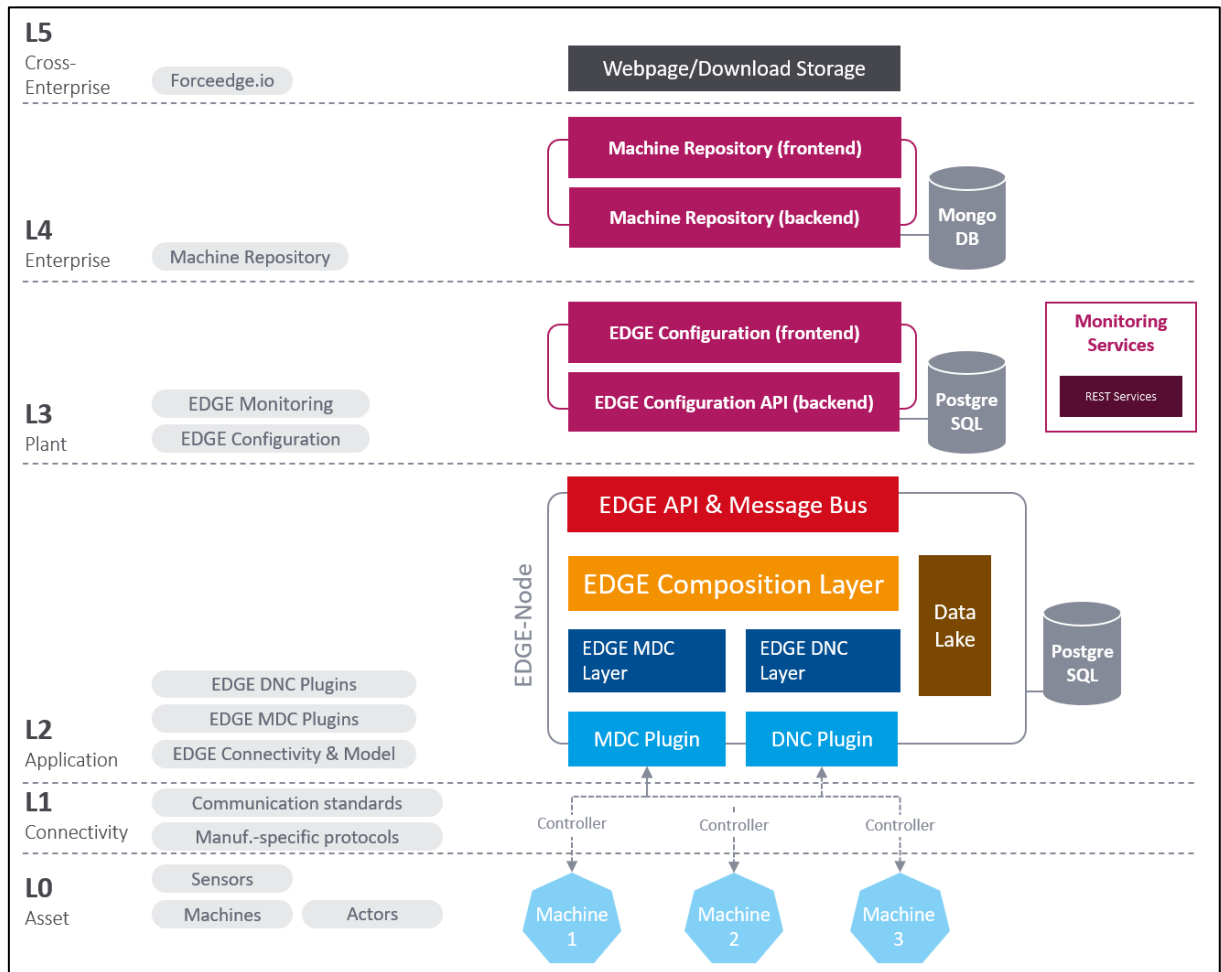 L5
Cross-
Enterprise
Forceedge.io
Webpage/Download Storage
Machine Repository (frontend)
Machine Repository (backend)
Mongo
DB
L4
Enterprise
Machine Repository
EDGE Configuration (frontend)
EDGE Configuration API (backend)
Postgre
SQL
Monitoring
Services
REST Services
L3
Plant
EDGE Monitoring
EDGE Configuration
EDGE-Node
EDGE API & Message Bus
EDGE Composition Layer
EDGE MDC
Layer
EDGE DNC
Layer
Data
Lake
Postgre
SQL
MDC Plugin
DNC Plugin
L2
Application
EDGE DNC Plugins
EDGE MDC Plugins
EDGE Connectivity & Model
L1
Connectivity
Communication standards
Manuf.-specific protocols
Controller
Controller
Controller
L0
Asset
Sensors
Machines
Actors
Machine
1
Machine
2
Machine
3